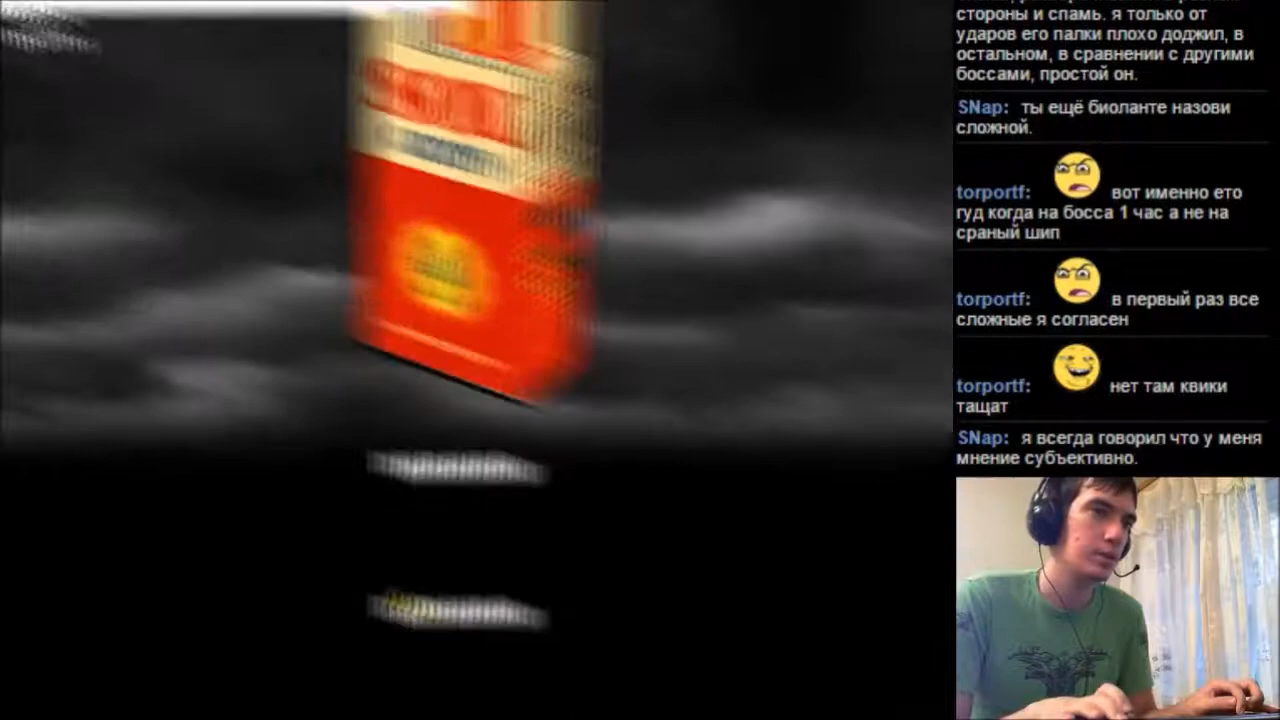 стороны и спамь. я только от
ударов его палки плохо доджил, в
остальном, в сравнении с другими
боссами, простой он.
SNap: ты ещё биоланте назови
сложной.
torportf: вот именно ето
гуд когда на босса 1 час а не на
сраный шип
torportf: в первый раз все
сложные я согласен
torportf: нет там квики
тащат
SNap: я всегда говорил что у меня
мнение субъективно.